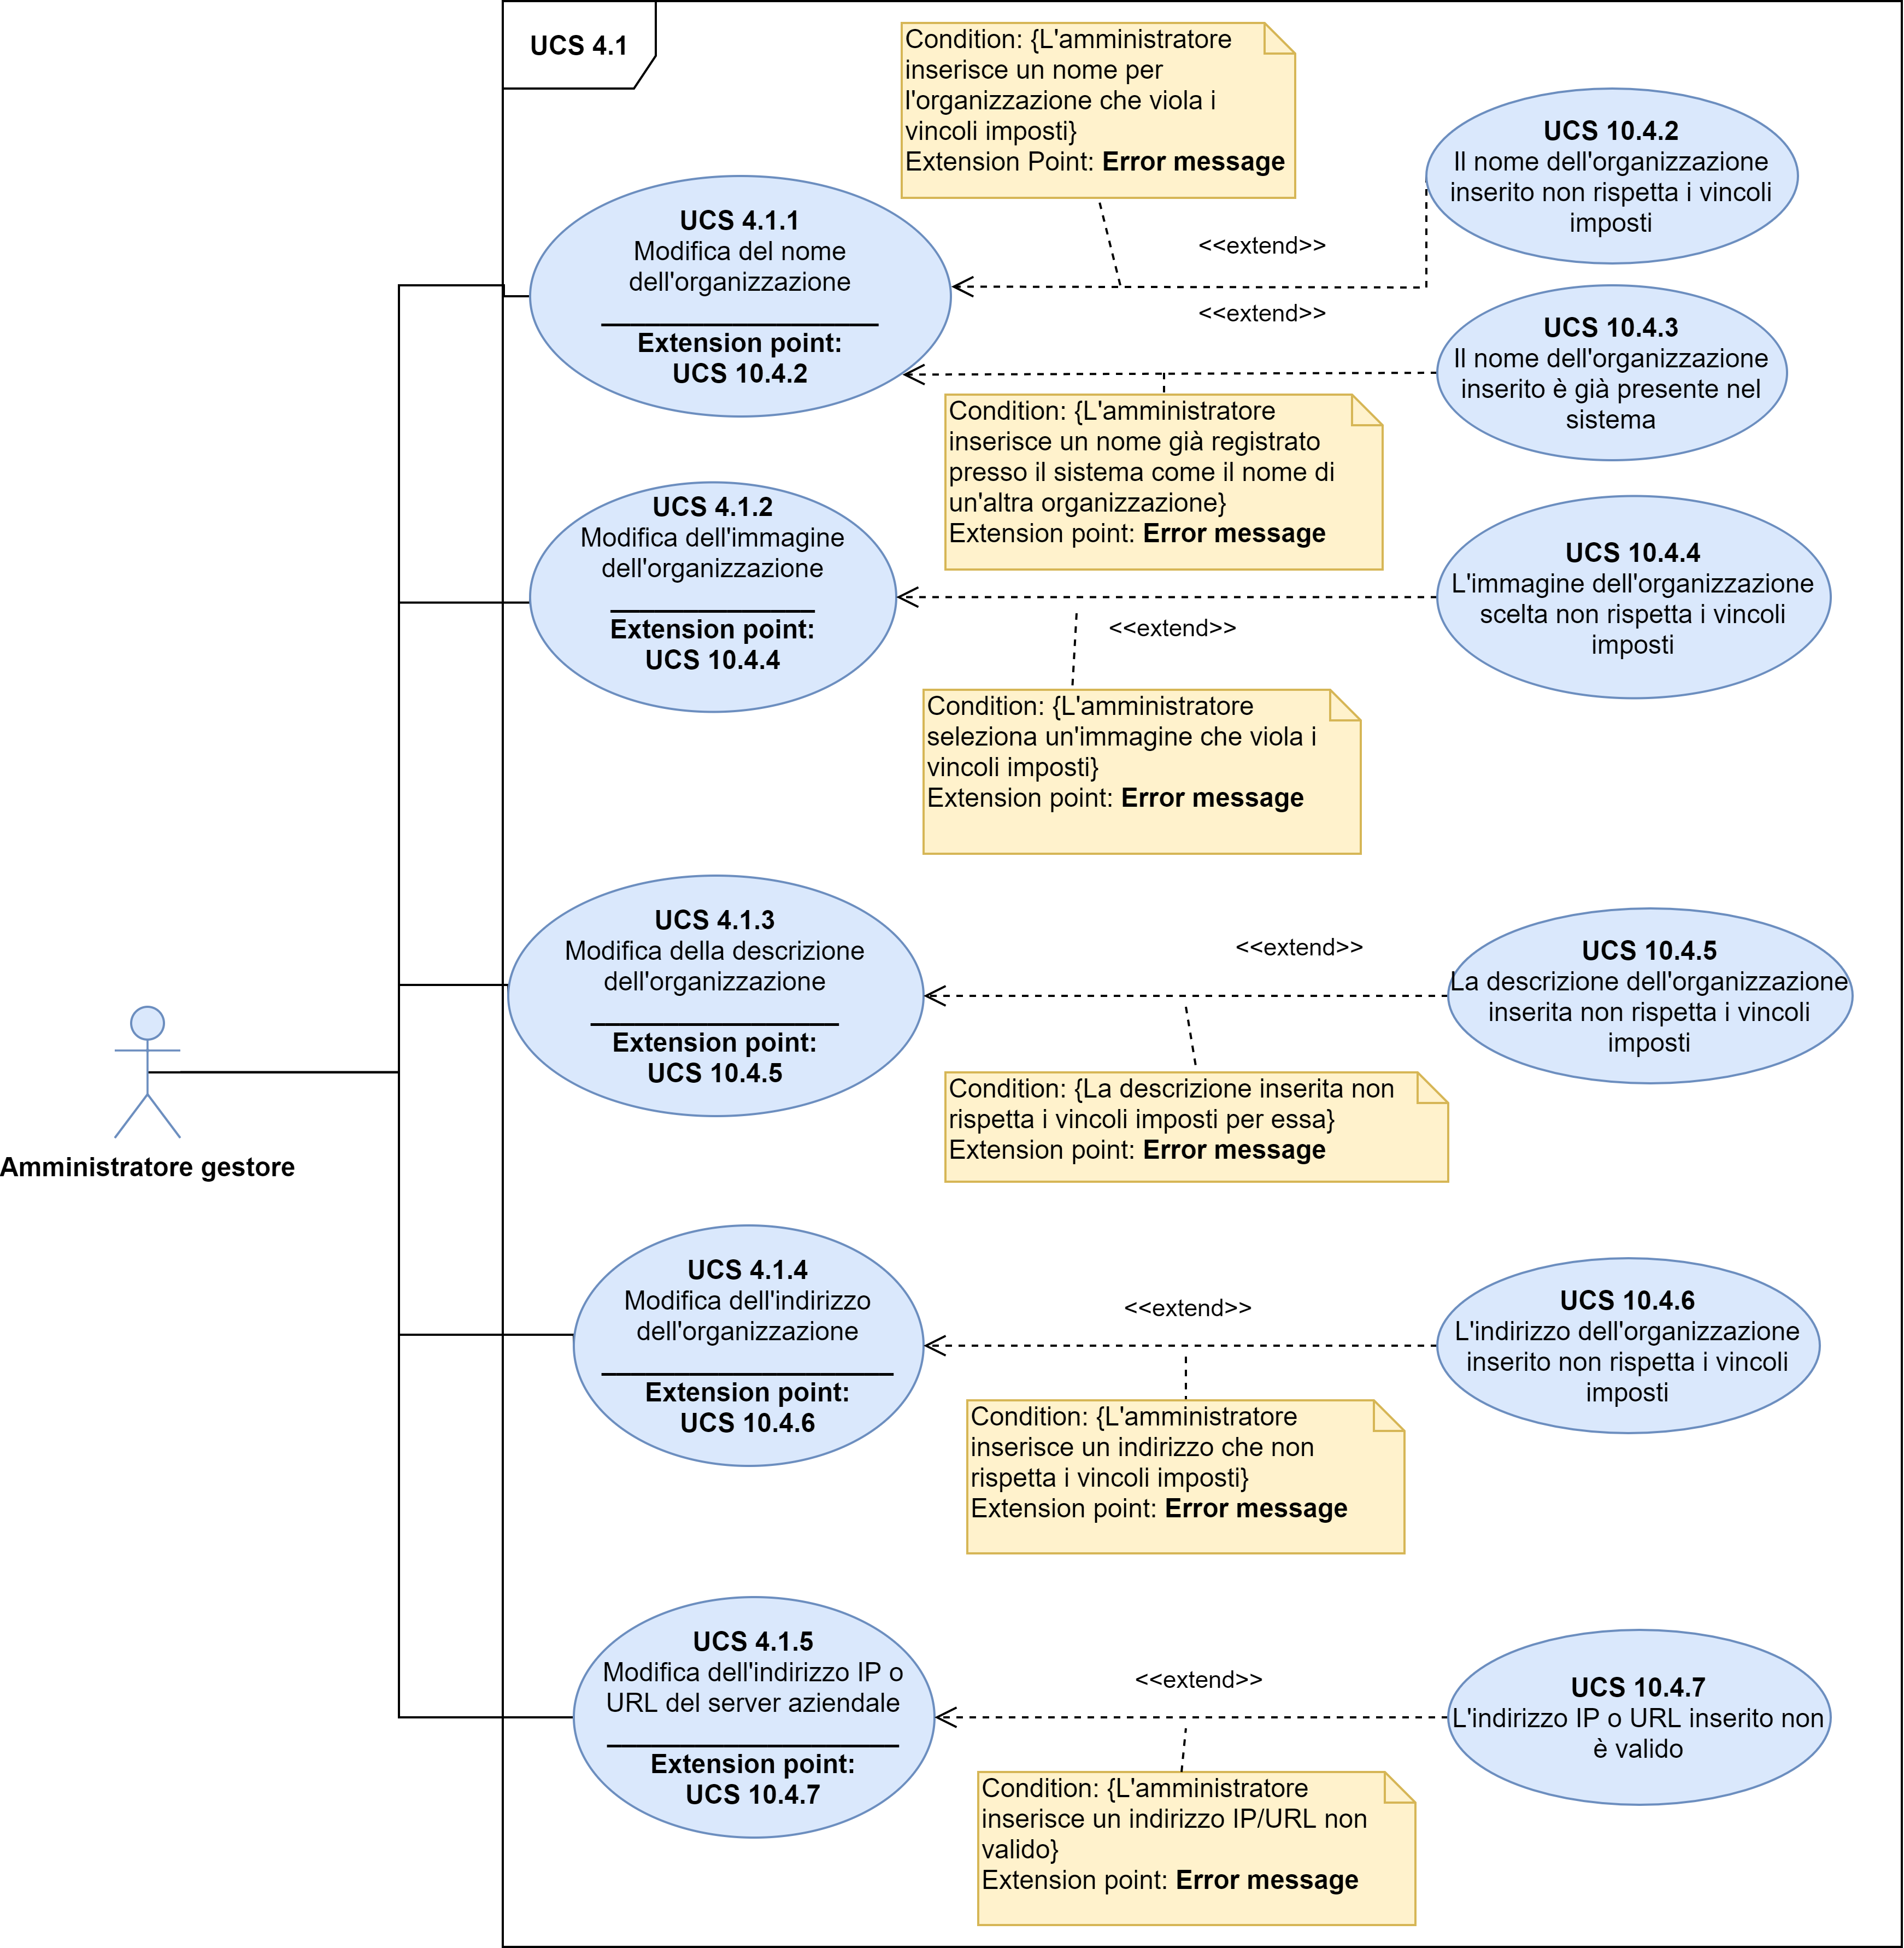 UCS 4.1
Condition: {L'amministratore
inserisce un nome per
l'organizzazione che viola i
vincoli imposti}
Extension Point: Error message
UCS 10.4.2
Il nome dell'organizzazione
inserito non rispetta i vincoli
imposti
UCS 4.1.1
Modifica del nome
dell'organizzazione
Extension point:
UCS 10.4.2
<<extend>>
<<extend>>
UCS 10.4.3
Il nome dell'organizzazione
inserito è già presente nel
sistema
Condition: {L'amministratore
inserisce un nome già registrato
presso il sistema come il nome di
un'altra organizzazione}
Extension point: Error message
UCS 4.1.2
Modifica dell'immagine
dell'organizzazione
Extension point:
UCS 10.4.4
<<extend>>
UCS 10.4.4
L'immagine dell'organizzazione
scelta non rispetta i vincoli
imposti
Condition: {L'amministratore
seleziona un'immagine che viola i
vincoli imposti}
Extension point: Error message
UCS 4.1.3
Modifica della descrizione
dell'organizzazione
Extension point:
UCS 10.4.5
<<extend>>
UCS 10.4.5
La descrizione dell'organizzazione
inserita non rispetta i vincoli
imposti
Condition: {La descrizione inserita non
rispetta i vincoli imposti per essa}
Extension point: Error message
Amministratore gestore
UCS 4.1.4
Modifica dell'indirizzo
dell'organizzazione
Extension point:
UCS 10.4.6
<<extend>>
UCS 10.4.6
L'indirizzo dell'organizzazione
inserito non rispetta i vincoli
imposti
Condition: {L'amministratore
inserisce un indirizzo che non
rispetta i vincoli imposti}
Extension point: Error message
UCS 4.1.5
Modifica dell'indirizzo IP o
URL del server aziendale
Extension point:
UCS 10.4.7
<<extend>>
UCS 10.4.7
L'indirizzo IP o URL inserito non
è valido
Condition: {L'amministratore
inserisce un indirizzo IP/URL non
valido}
Extension point: Error message